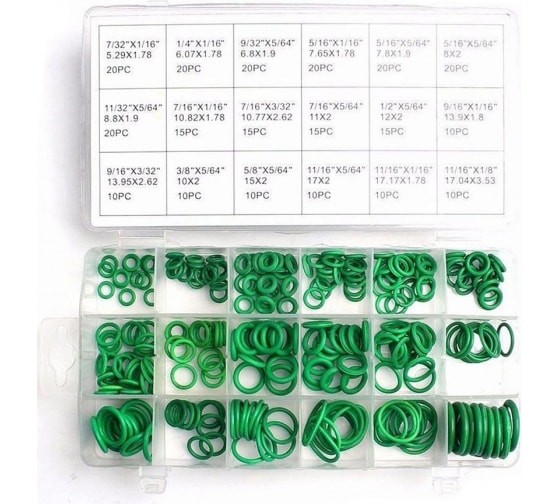 7/32"X1/16" 1/4"X1/16" 9/32"X5/64" 5/16"X1/16" 5/16"X5/64" 5/16"X5/64"
5.29X1.78 6.07X1.78 6.8X1.9 7.65X1.78 7.8X1.9 8X2
20PC 20PC 20PC 20PC 20PC 20PC
11/32"X5/64" 7/16"X1/16" 7/16"X3/32" 7/16"X5/64" 1/2"X5/64" 9/16"X1/16"
8.8X1.9 10.82X1.78 10.77X2.62 11X2 12X2 13.9X1.8
20PC 15PC 15PC 15PC 15PC 10PC
9/16"X3/32" 3/8"X5/64" 5/8"X5/64" 11/16"X5/64" 11/16"X1/16" 11/16"X1/8"
13.95X2.62 10X2 15X2 17X2 17.17X1.78 17.04X3.53
10PC 10PC 10PC 10PC 10PC 10PC